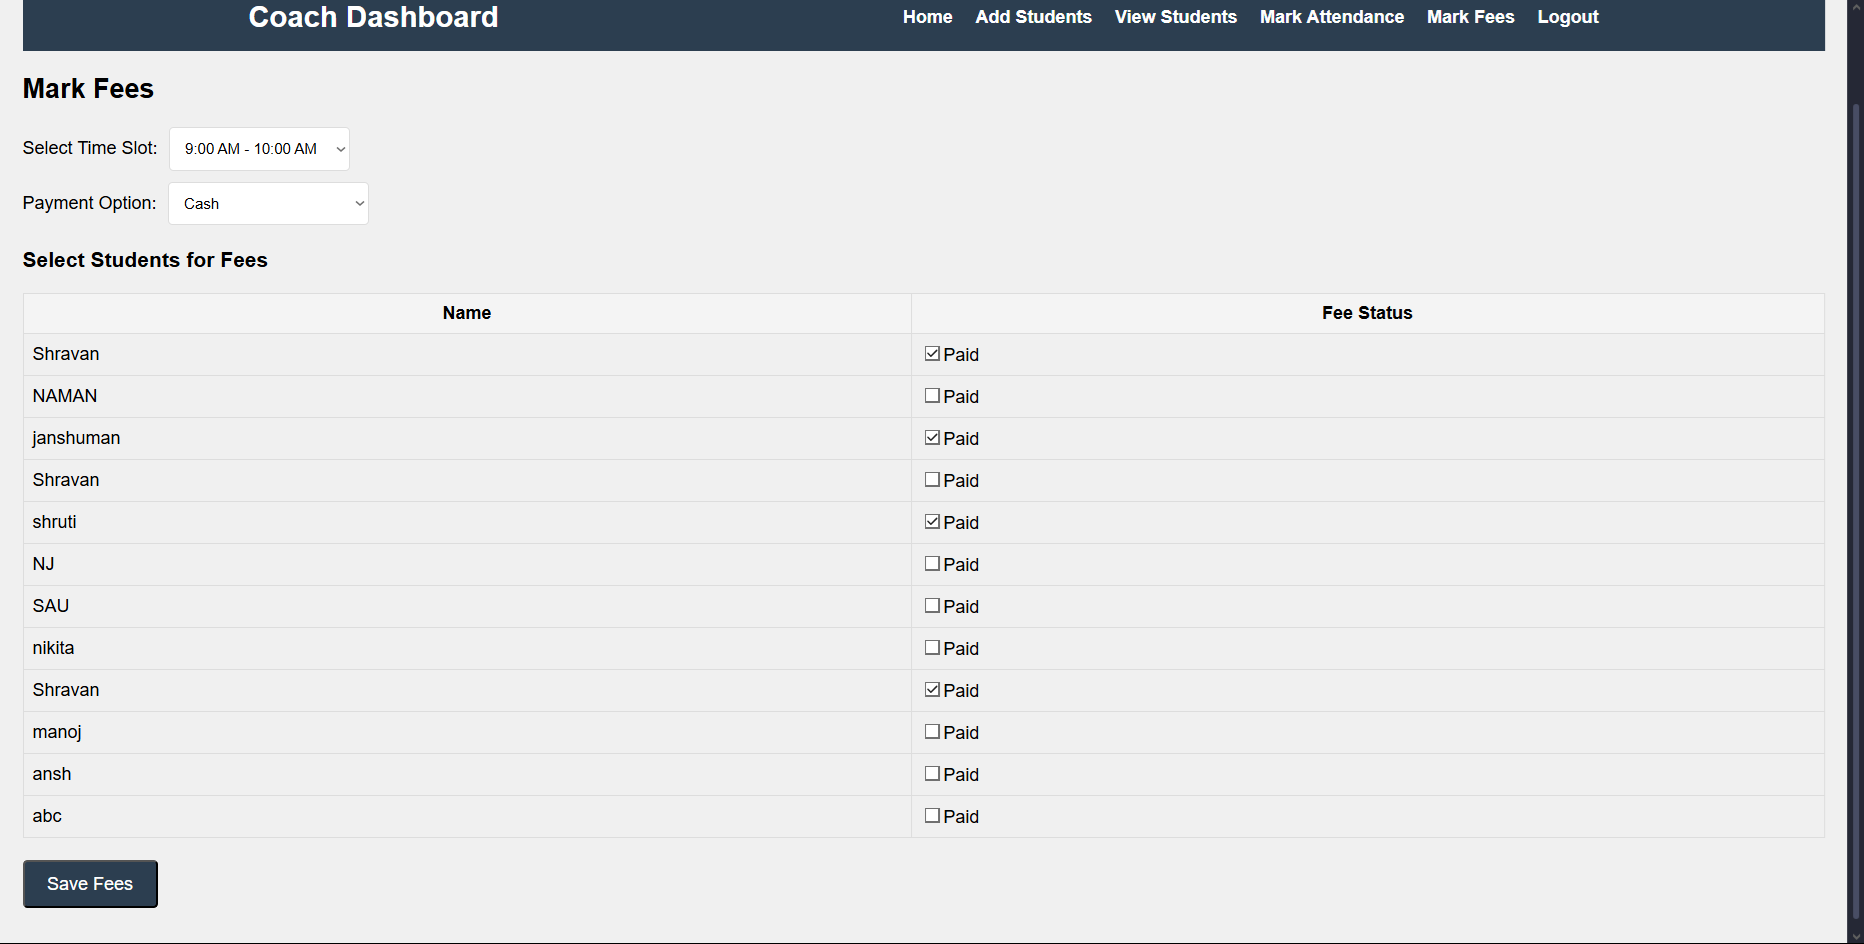 Coach Dashboard Home Add Students View Students Mark Attendance Mark Fees Logout
Mark Fees
Select Time Slot: 9:00 AM - 10:00 AM
Payment Option: Cash
Select Students for Fees
Name Fee Status
Shravan Paid
NAMAN Paid
janshuman Paid
Shravan Paid
shruti Paid
NJ Paid
SAU Paid
nikita Paid
Shravan Paid
manoj Paid
ansh Paid
abc Paid
Save Fees